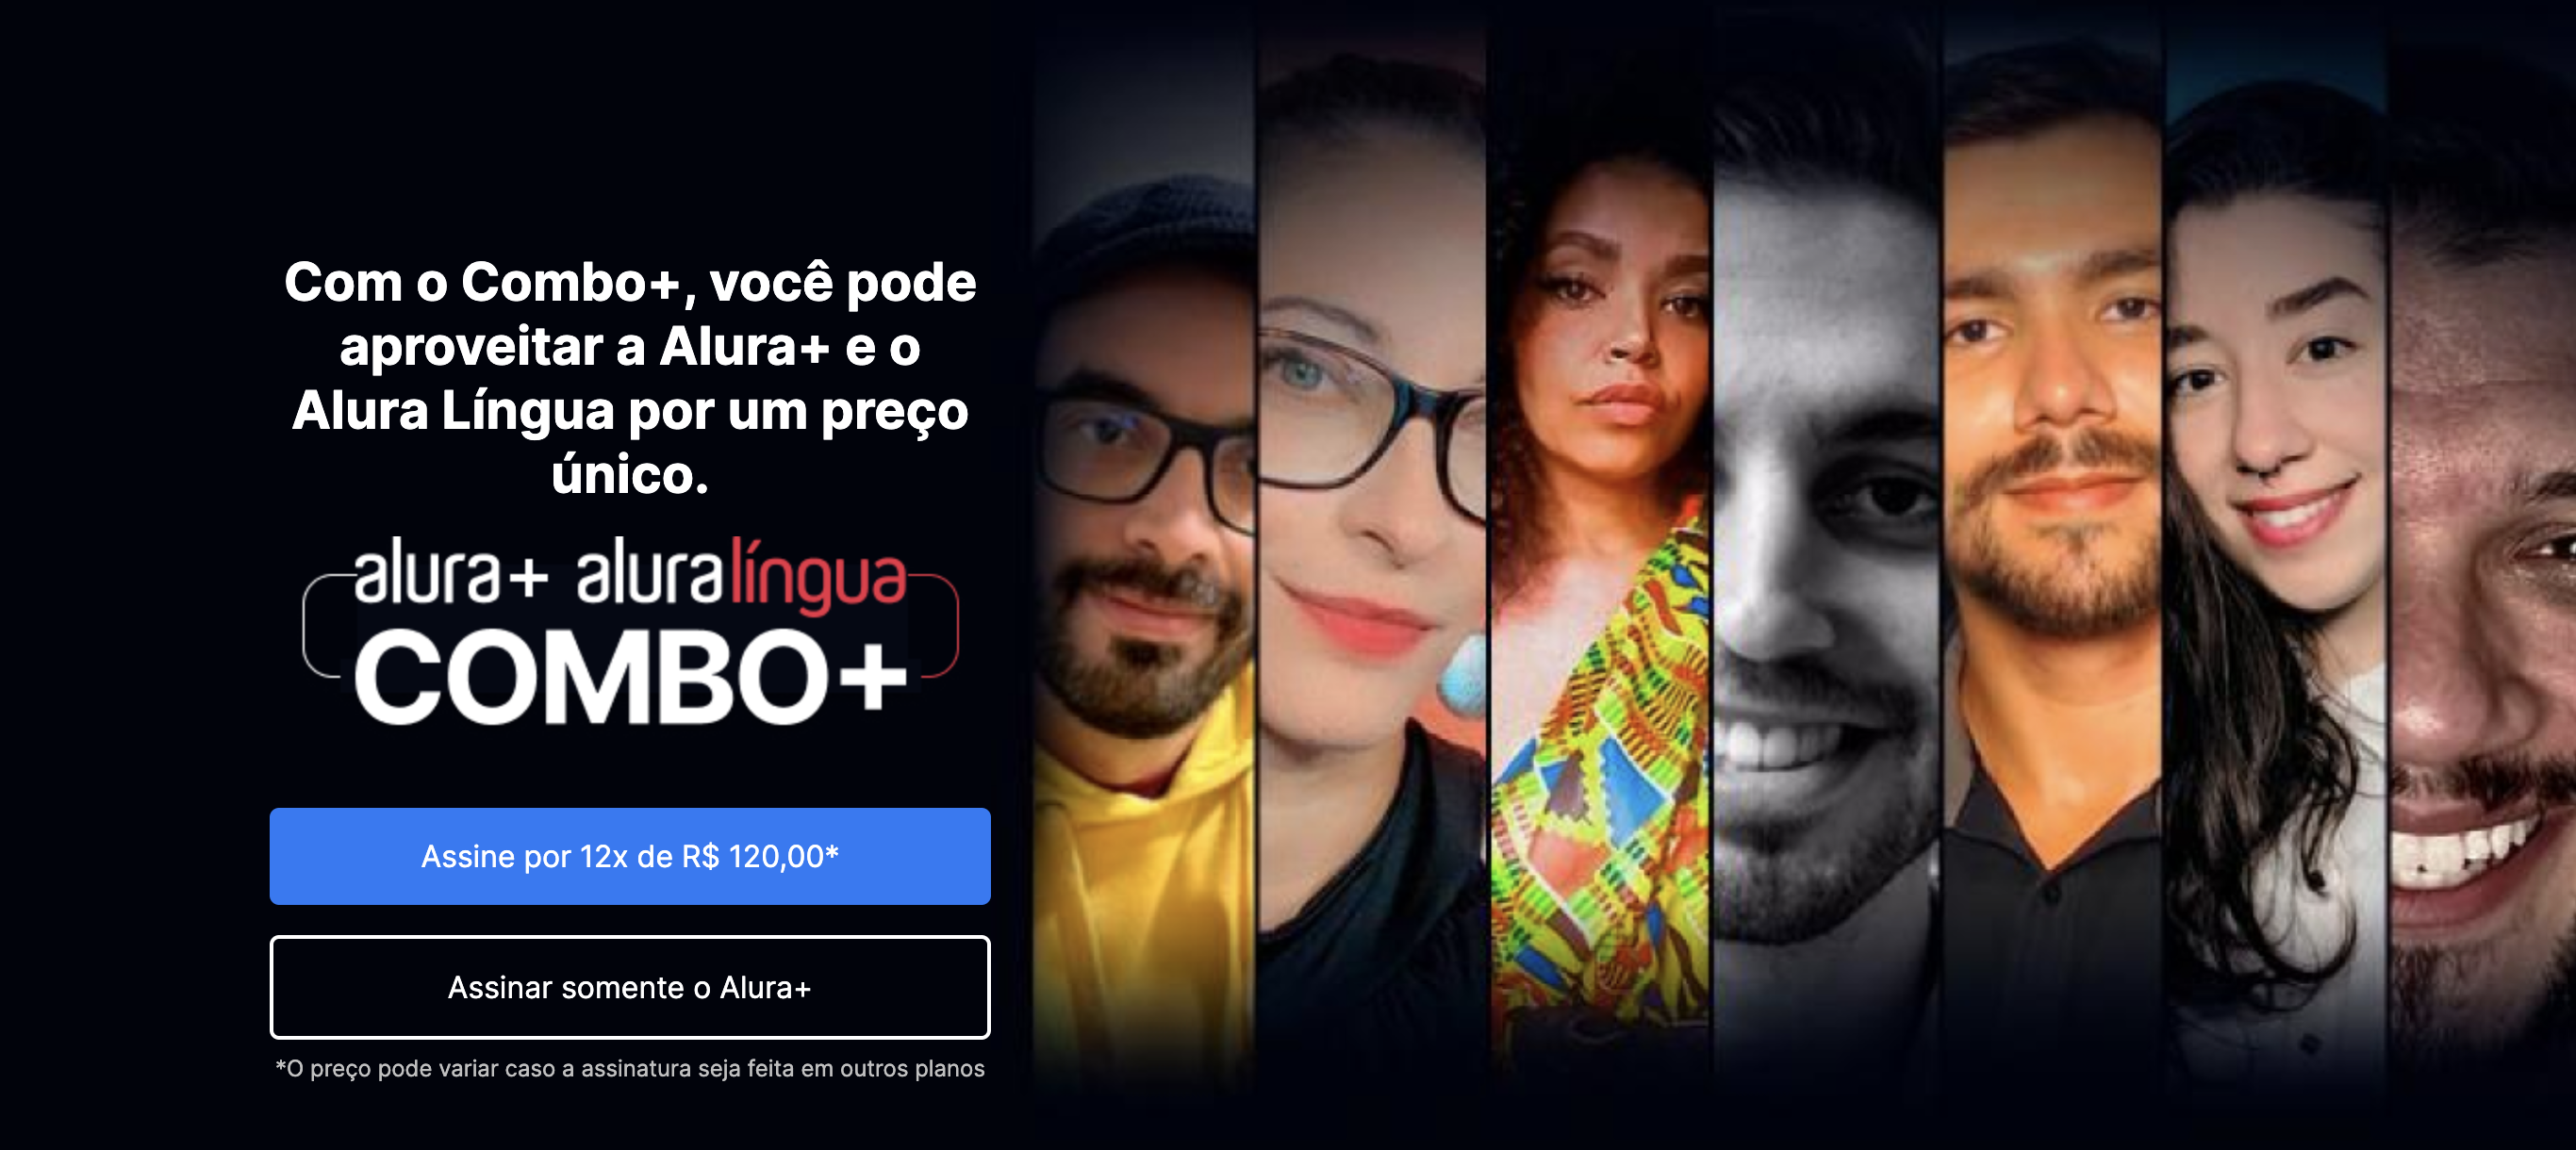 Com o Combo+, você pode
aproveitar a Alura+ e o
Alura Língua por um preço
único.
alura+ aluralíngua
COMBO+
Assine por 12x de R$ 120,00*
Assinar somente o Alura+
*O preço pode variar caso a assinatura seja feita em outros planos